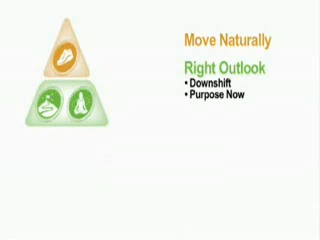 Move Naturally
Right Outlook
• Downshift
• Purpose Now